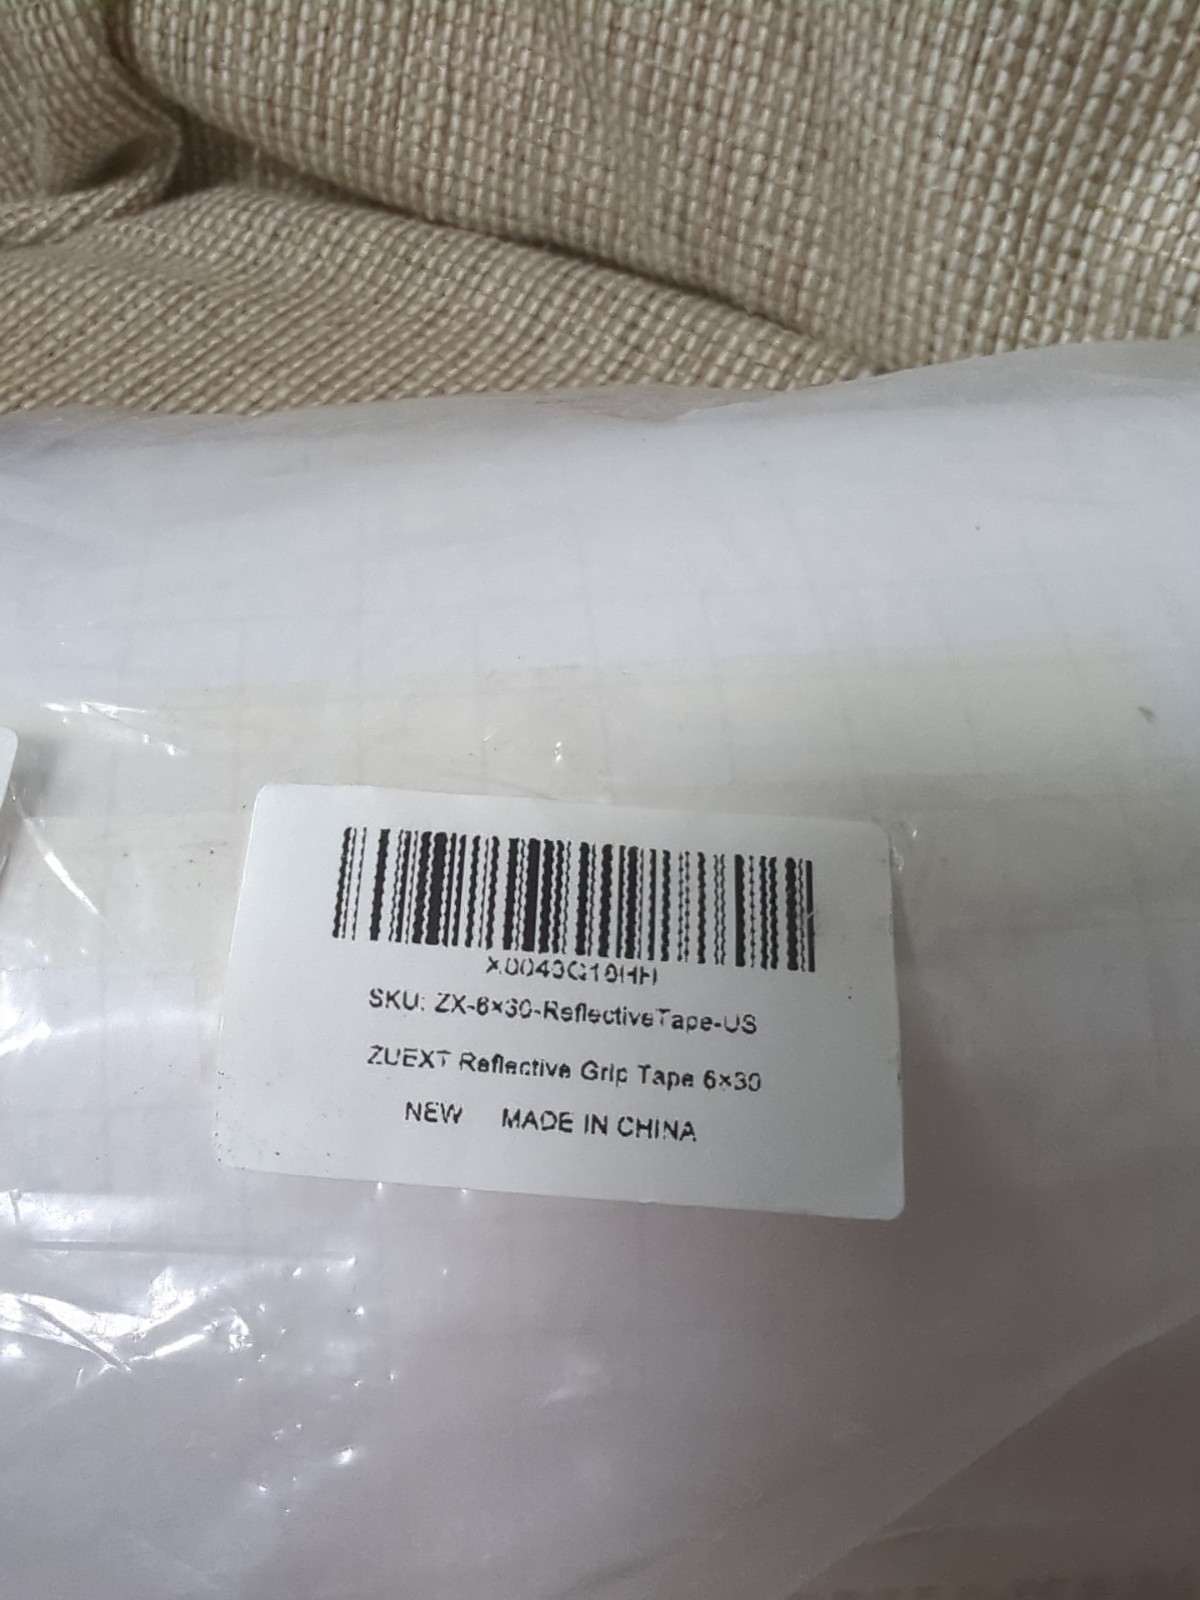 SKU: ZX-6×30-ReflectiveTape-US
ZUEXT Reflective Grip Tape 6×30
NEW MADE IN CHINA